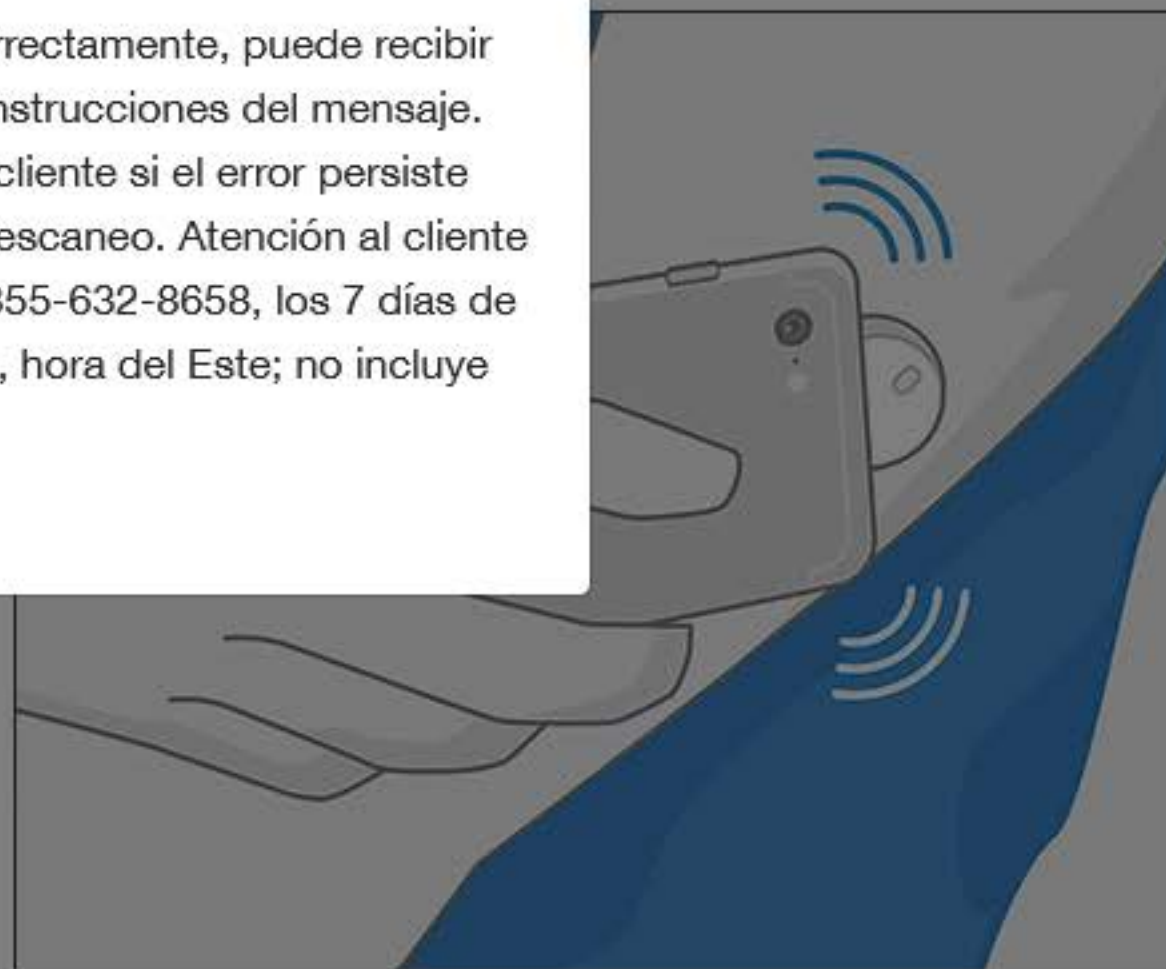 rrectamente, puede recibir
nstrucciones del mensaje.
cliente si el error persiste
escaneo. Atención al cliente
355-632-8658, los 7 días de
, hora del Este; no incluye